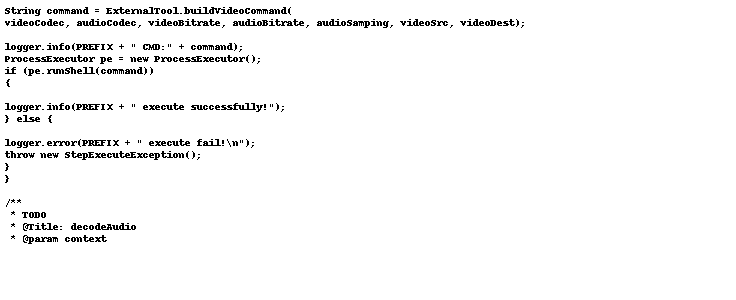 String command = ExternalTool.buildVideoCommand(
videoCodec, audioCodec, videoBitrate, audioBitrate, audioSamping, videoSrc, videoDest);
logger.info(PREFIX + " CMD:" + command);
ProcessExecutor pe = new ProcessExecutor();
if (pe.runShell(command))
{
logger.info(PREFIX + " execute successfully!");
} else {
logger.error(PREFIX + " execute fail!\n");
throw new StepExecuteException();
}
}
/**
 * TODO
 * @Title: decodeAudio
 * @param context